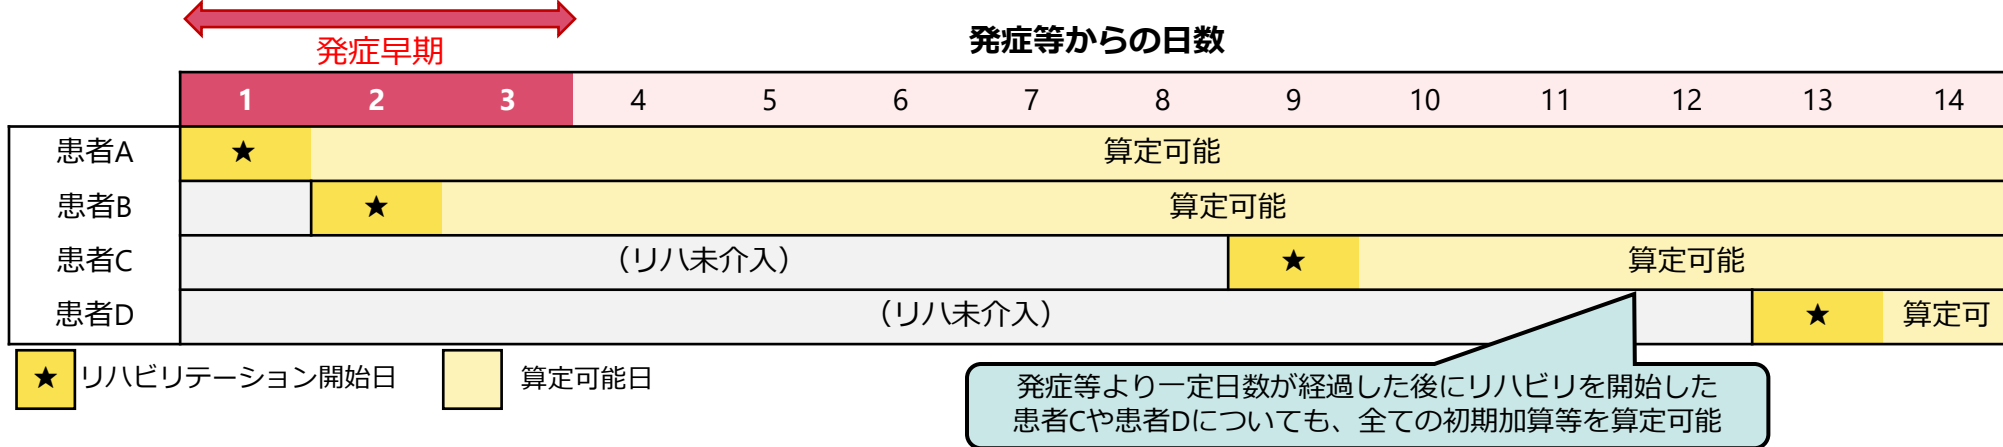 発症早期
発症等からの日数
1 2 3 4 5 6 7 8 9 10 11 12 13 14
患者A ★ 算定可能
患者B ★ 算定可能
患者C （リハ未介入） ★ 算定可能
患者D （リハ未介入） ★ 算定可
★ リハビリテーション開始日 算定可能日
発症等より一定日数が経過した後にリハビリを開始した
患者Cや患者Dについても、全ての初期加算等を算定可能